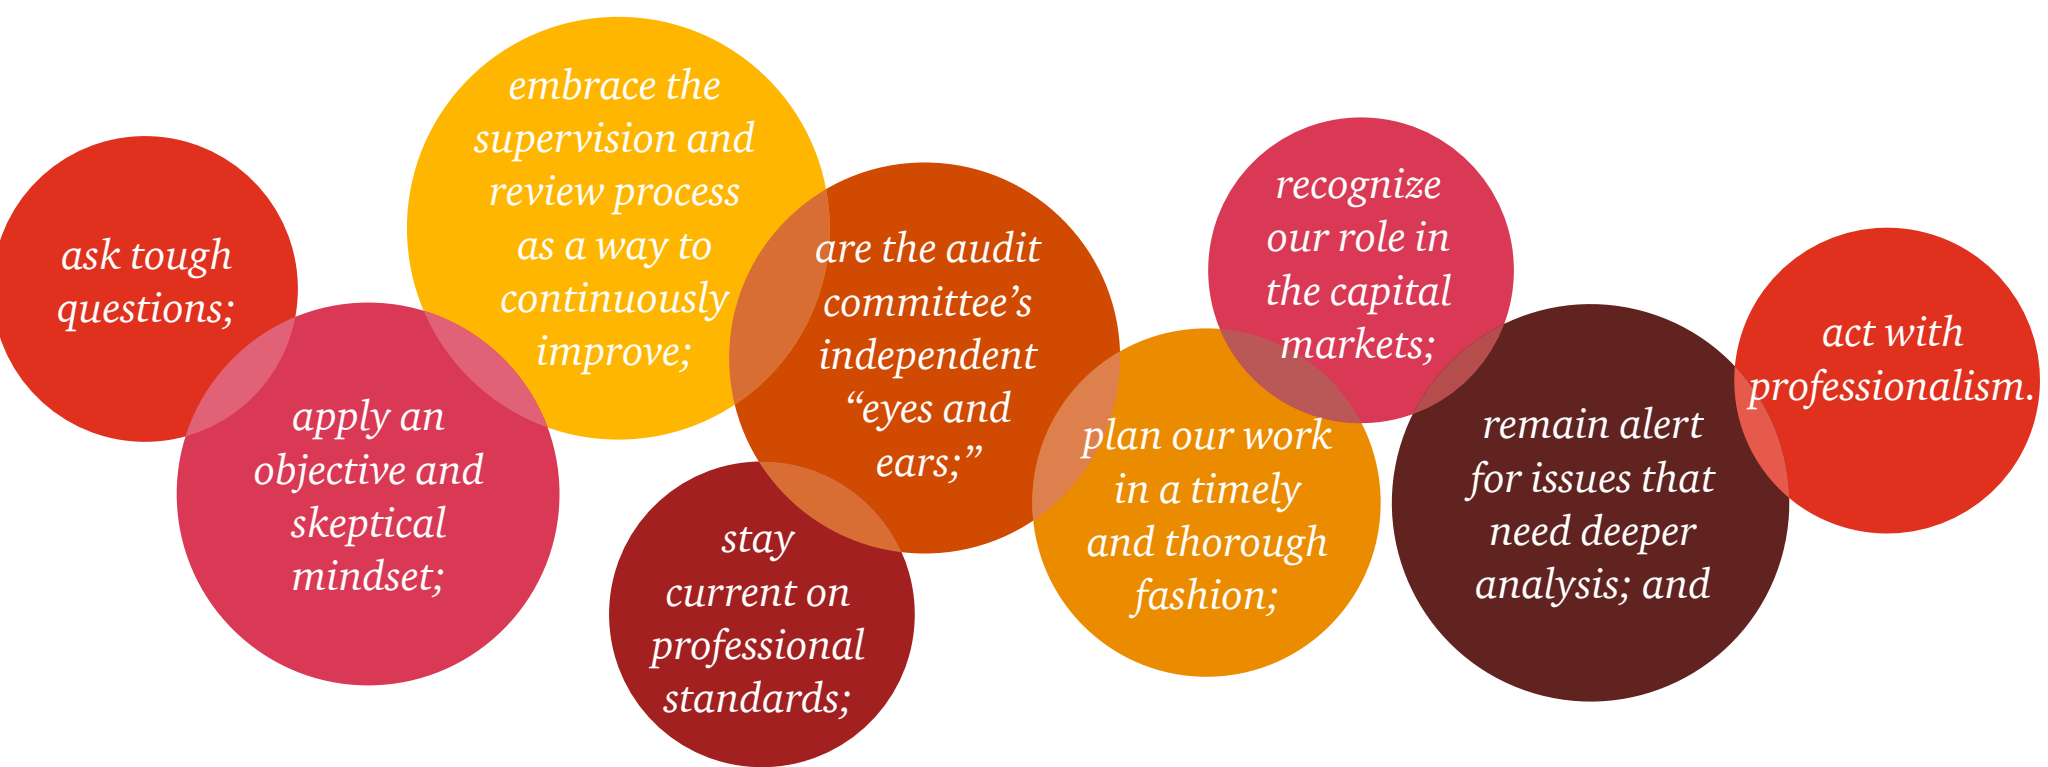 ask tough
questions;
apply an
objective and
skeptical
mindset;
embrace the
supervision and
review process
as a way to
continuously
improve;
stay
current on
professional
standards;
are the audit
committee’s
independent
“eyes and
ears;”
plan our work
in a timely
and thorough
fashion;
recognize
our role in
the capital
markets;
remain alert
for issues that
need deeper
analysis; and
act with
professionalism.